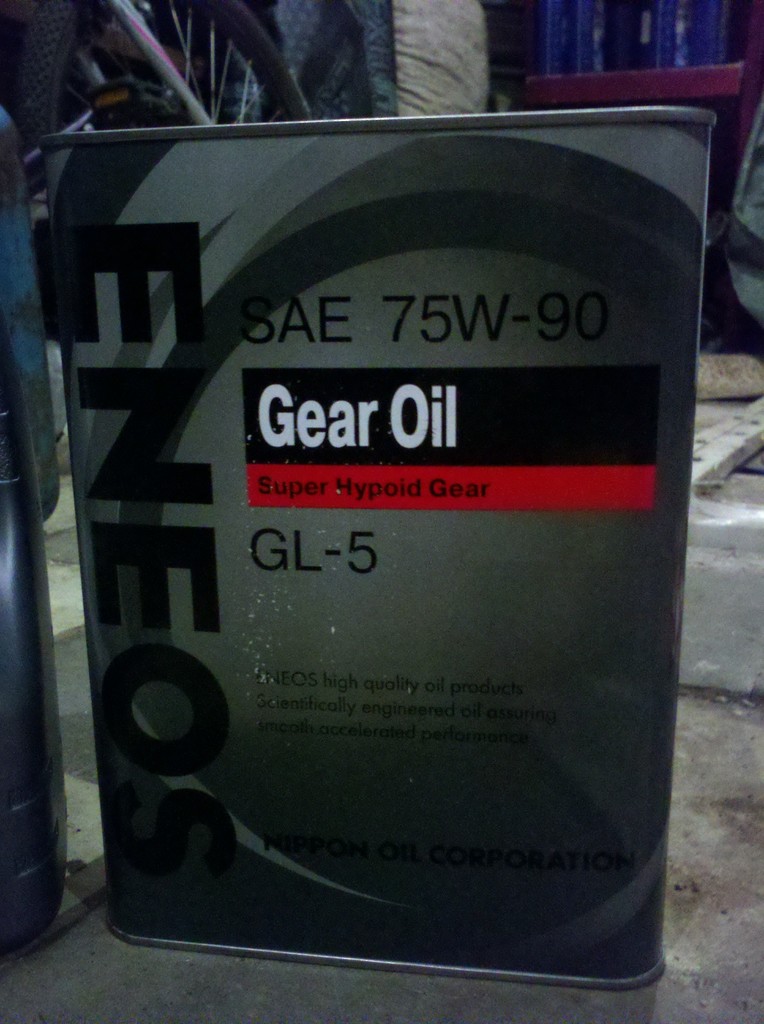 ENEOS
SAE 75W-90
Gear Oil
Super Hypoid Gear
GL-5
ENEOS high quality oil products
Scientifically engineered oil assuring
smooth accelerated performance
NIPPON OIL CORPORATION